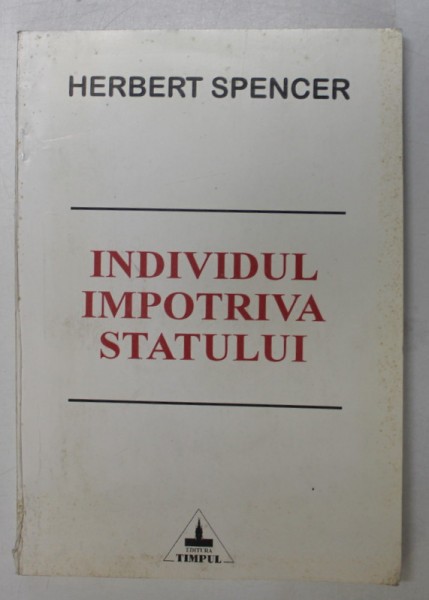 HERBERT SPENCER
INDIVIDUL
IMPOTRIVA
STATULUI
EDITURA
TIMPUL